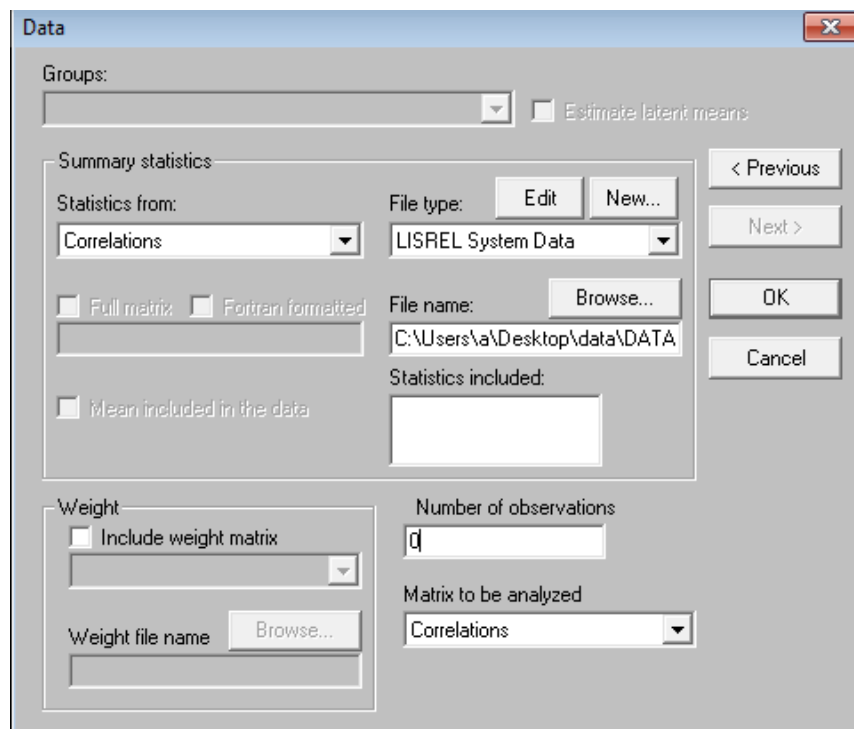 Data
Groups:
Estimate latent means
Summary statistics
Statistics from:
Correlations
Full matrix
Fortran formatted
Mean included in the data
File type:
Edit
New...
LISREL System Data
File name:
Browse...
C:\Users\a\Desktop\data\DATA
Statistics included:
< Previous
Next >
OK
Cancel
Weight
Include weight matrix
Weight file name
Browse...
Number of observations
0
Matrix to be analyzed
Correlations